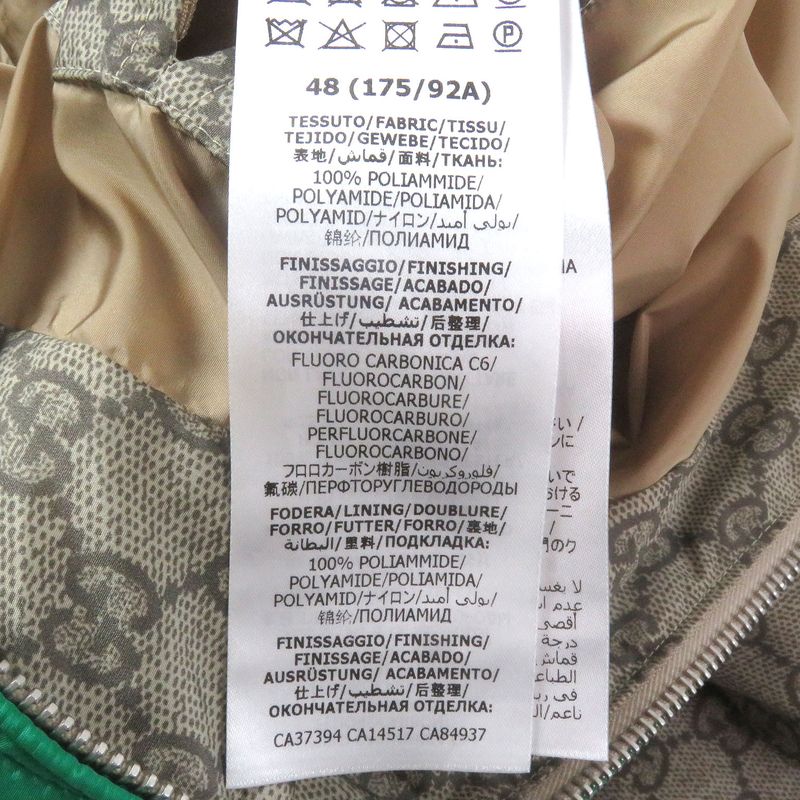 48 (175/92A)
TESSUTO/FABRIC/TISSU/
TEJIDO/GEWEBE/TECIDO/
表地/قماش/面料/ТКАНЬ:
100% POLIAMMIDE/
POLYAMIDE/POLIAMIDA/
POLYAMID/ナイロン/بولي أميد/
锦纶/ПОЛИАМИД
FINISSAGGIO/FINISHING/
FINISSAGE/ACABADO/
AUSRÜSTUNG/ ACABAMENTO/
仕上げ/تشطيب/后整理/
ОКОНЧАТЕЛЬНАЯ ОТДЕЛКА:
FLUORO CARBONICA C6/
FLUOROCARBON/
FLUOROCARBURE/
FLUOROCARBURO/
PERFLUORCARBONE/
FLUOROCARBONO/
フロロカーボン樹脂/فلوروكربون/
氟碳/ПЕРФТОРУГЛЕВОДОРОДЫ
FODERA/LINING/DOUBLURE/
FORRO/FUTTER/FORRO/裏地/
البطانة/里料/ПОДКЛАДКА:
100% POLIAMMIDE/
POLYAMIDE/POLIAMIDA/
POLYAMID/ナイロン/بولي أميد/
锦纶/ПОЛИАМИД
FINISSAGGIO/FINISHING/
FINISSAGE/ACABADO/
AUSRÜSTUNG/ ACABAMENTO/
仕上げ/تشطيب/后整理/
ОКОНЧАТЕЛЬНАЯ ОТДЕЛКА:
CA37394 CA14517 CA84937